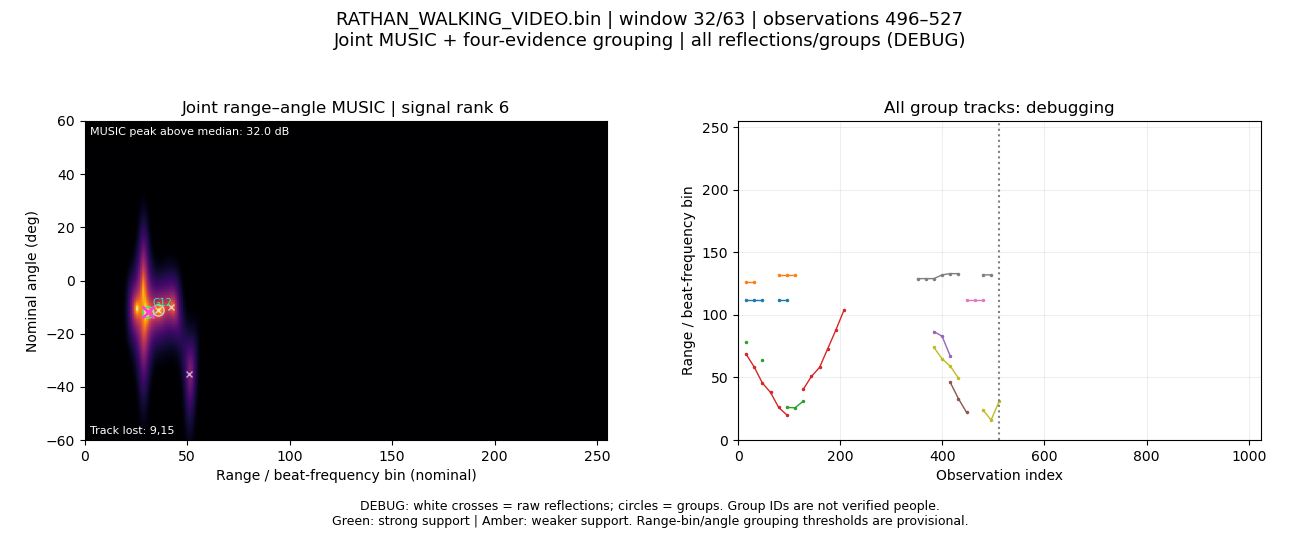 RATHAN_WALKING_VIDEO.bin | window 32/63 | observations 496–527
Joint MUSIC + four-evidence grouping | all reflections/groups (DEBUG)
Joint range–angle MUSIC | signal rank 6
MUSIC peak above median: 32.0 dB
60
40
20
0
−20
−40
−60
Nominal angle (deg)
G12
Track lost: 9,15
0
50
100
150
200
250
Range / beat-frequency bin (nominal)
All group tracks: debugging
250
200
150
100
50
0
Range / beat-frequency bin
0
200
400
600
800
1000
Observation index
DEBUG: white crosses = raw reflections; circles = groups. Group IDs are not verified people.
Green: strong support | Amber: weaker support. Range-bin/angle grouping thresholds are provisional.